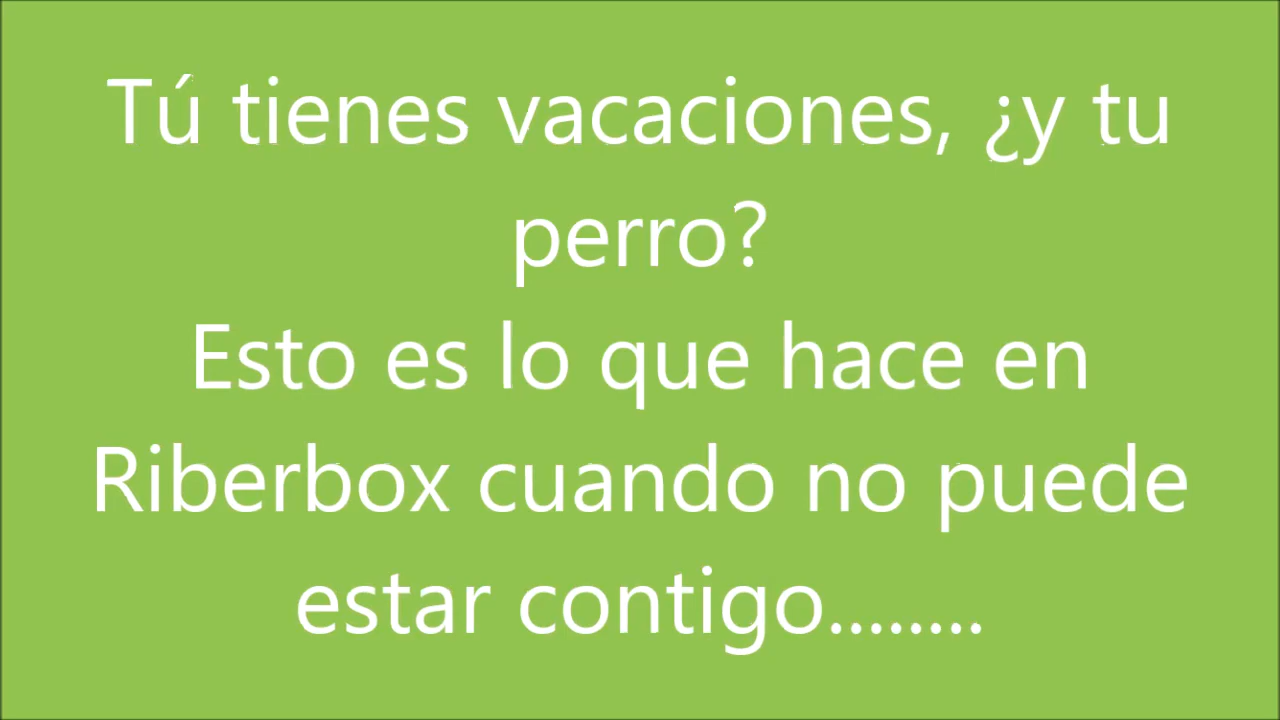 Tú tienes vacaciones, ¿y tu
perro?
Esto es lo que hace en
Riberbox cuando no puede
estar contigo........